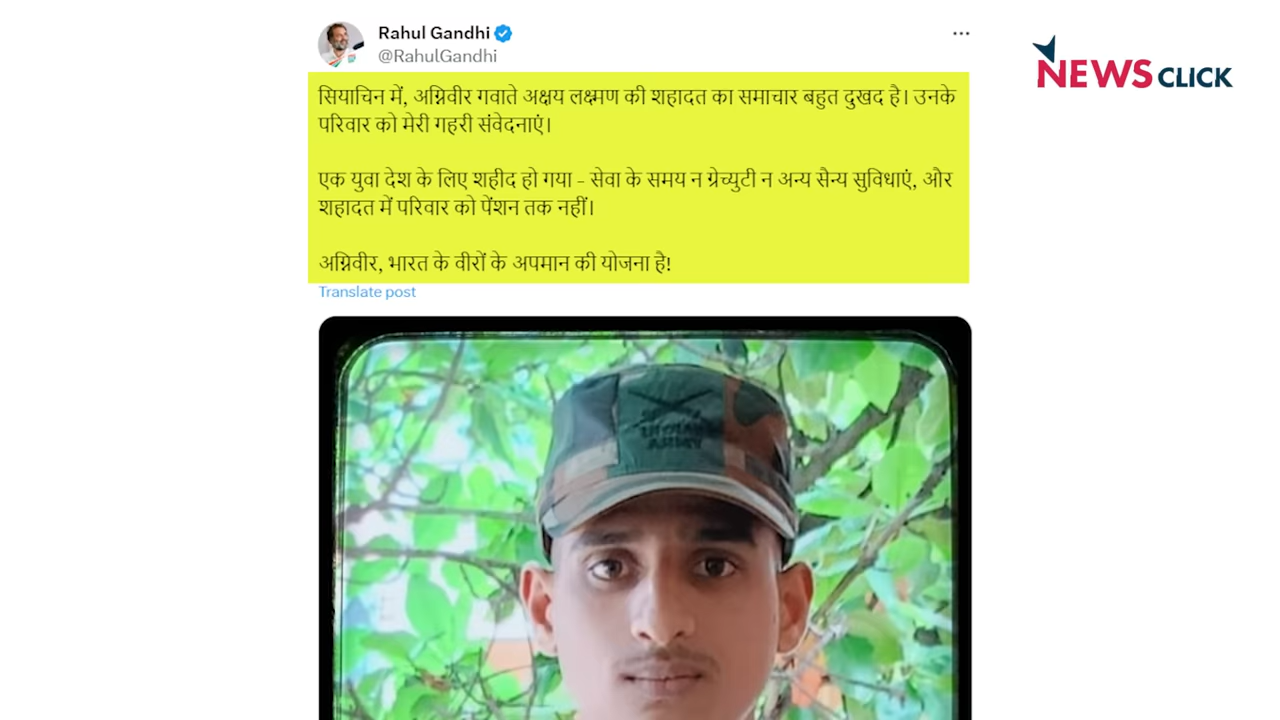 Rahul Gandhi
@RahulGandhi
NEWS CLICK
सियाचिन में, अग्निवीर गवाते अक्षय लक्ष्मण की शहादत का समाचार बहुत दुखद है। उनके
परिवार को मेरी गहरी संवेदनाएं।
एक युवा देश के लिए शहीद हो गया - सेवा के समय न ग्रेच्युटी न अन्य सैन्य सुविधाएं, और
शहादत में परिवार को पेंशन तक नहीं।
अग्निवीर, भारत के वीरों के अपमान की योजना है!
Translate post
INDIAN
ARMY